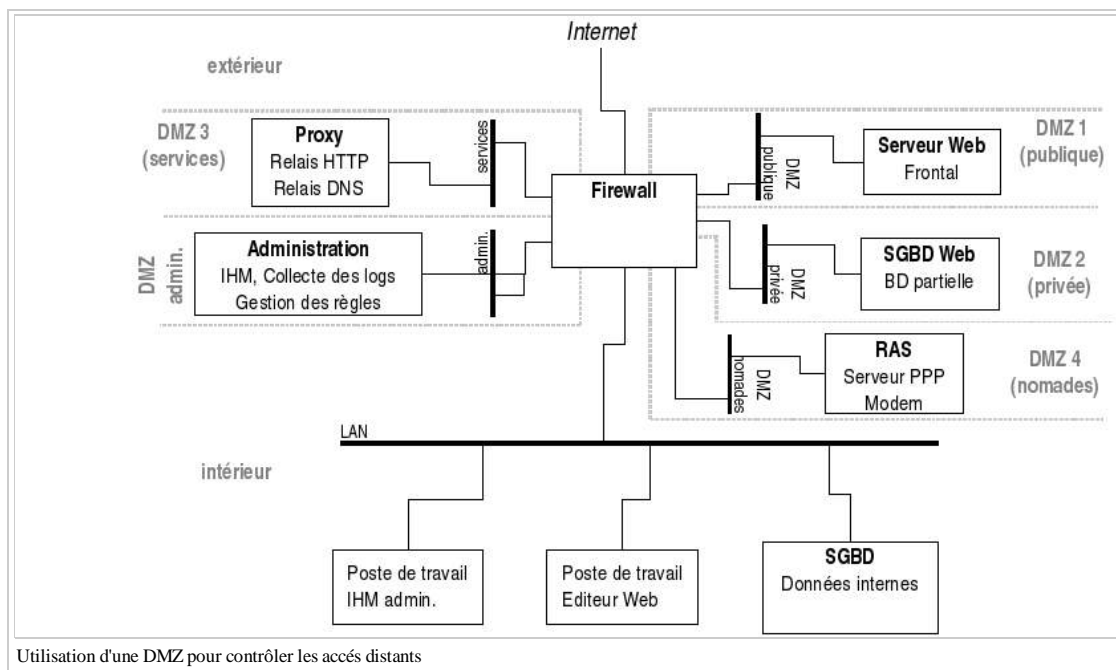 Internet
extérieur
DMZ 3
(services)
Proxy
Relais HTTP
Relais DNS
services
Firewall
DMZ
publique
Serveur Web
Frontal
DMZ 1
(publique)
DMZ
admin.
Administration
IHM, Collecte des logs
Gestion des règles
admin.
DMZ
privée
SGBD Web
BD partielle
DMZ 2
(privée)
DMZ
nomades
RAS
Serveur PPP
Modem
DMZ 4
(nomades)
LAN
intérieur
Poste de travail
IHM admin.
Poste de travail
Editeur Web
SGBD
Données internes
Utilisation d'une DMZ pour contrôler les accés distants